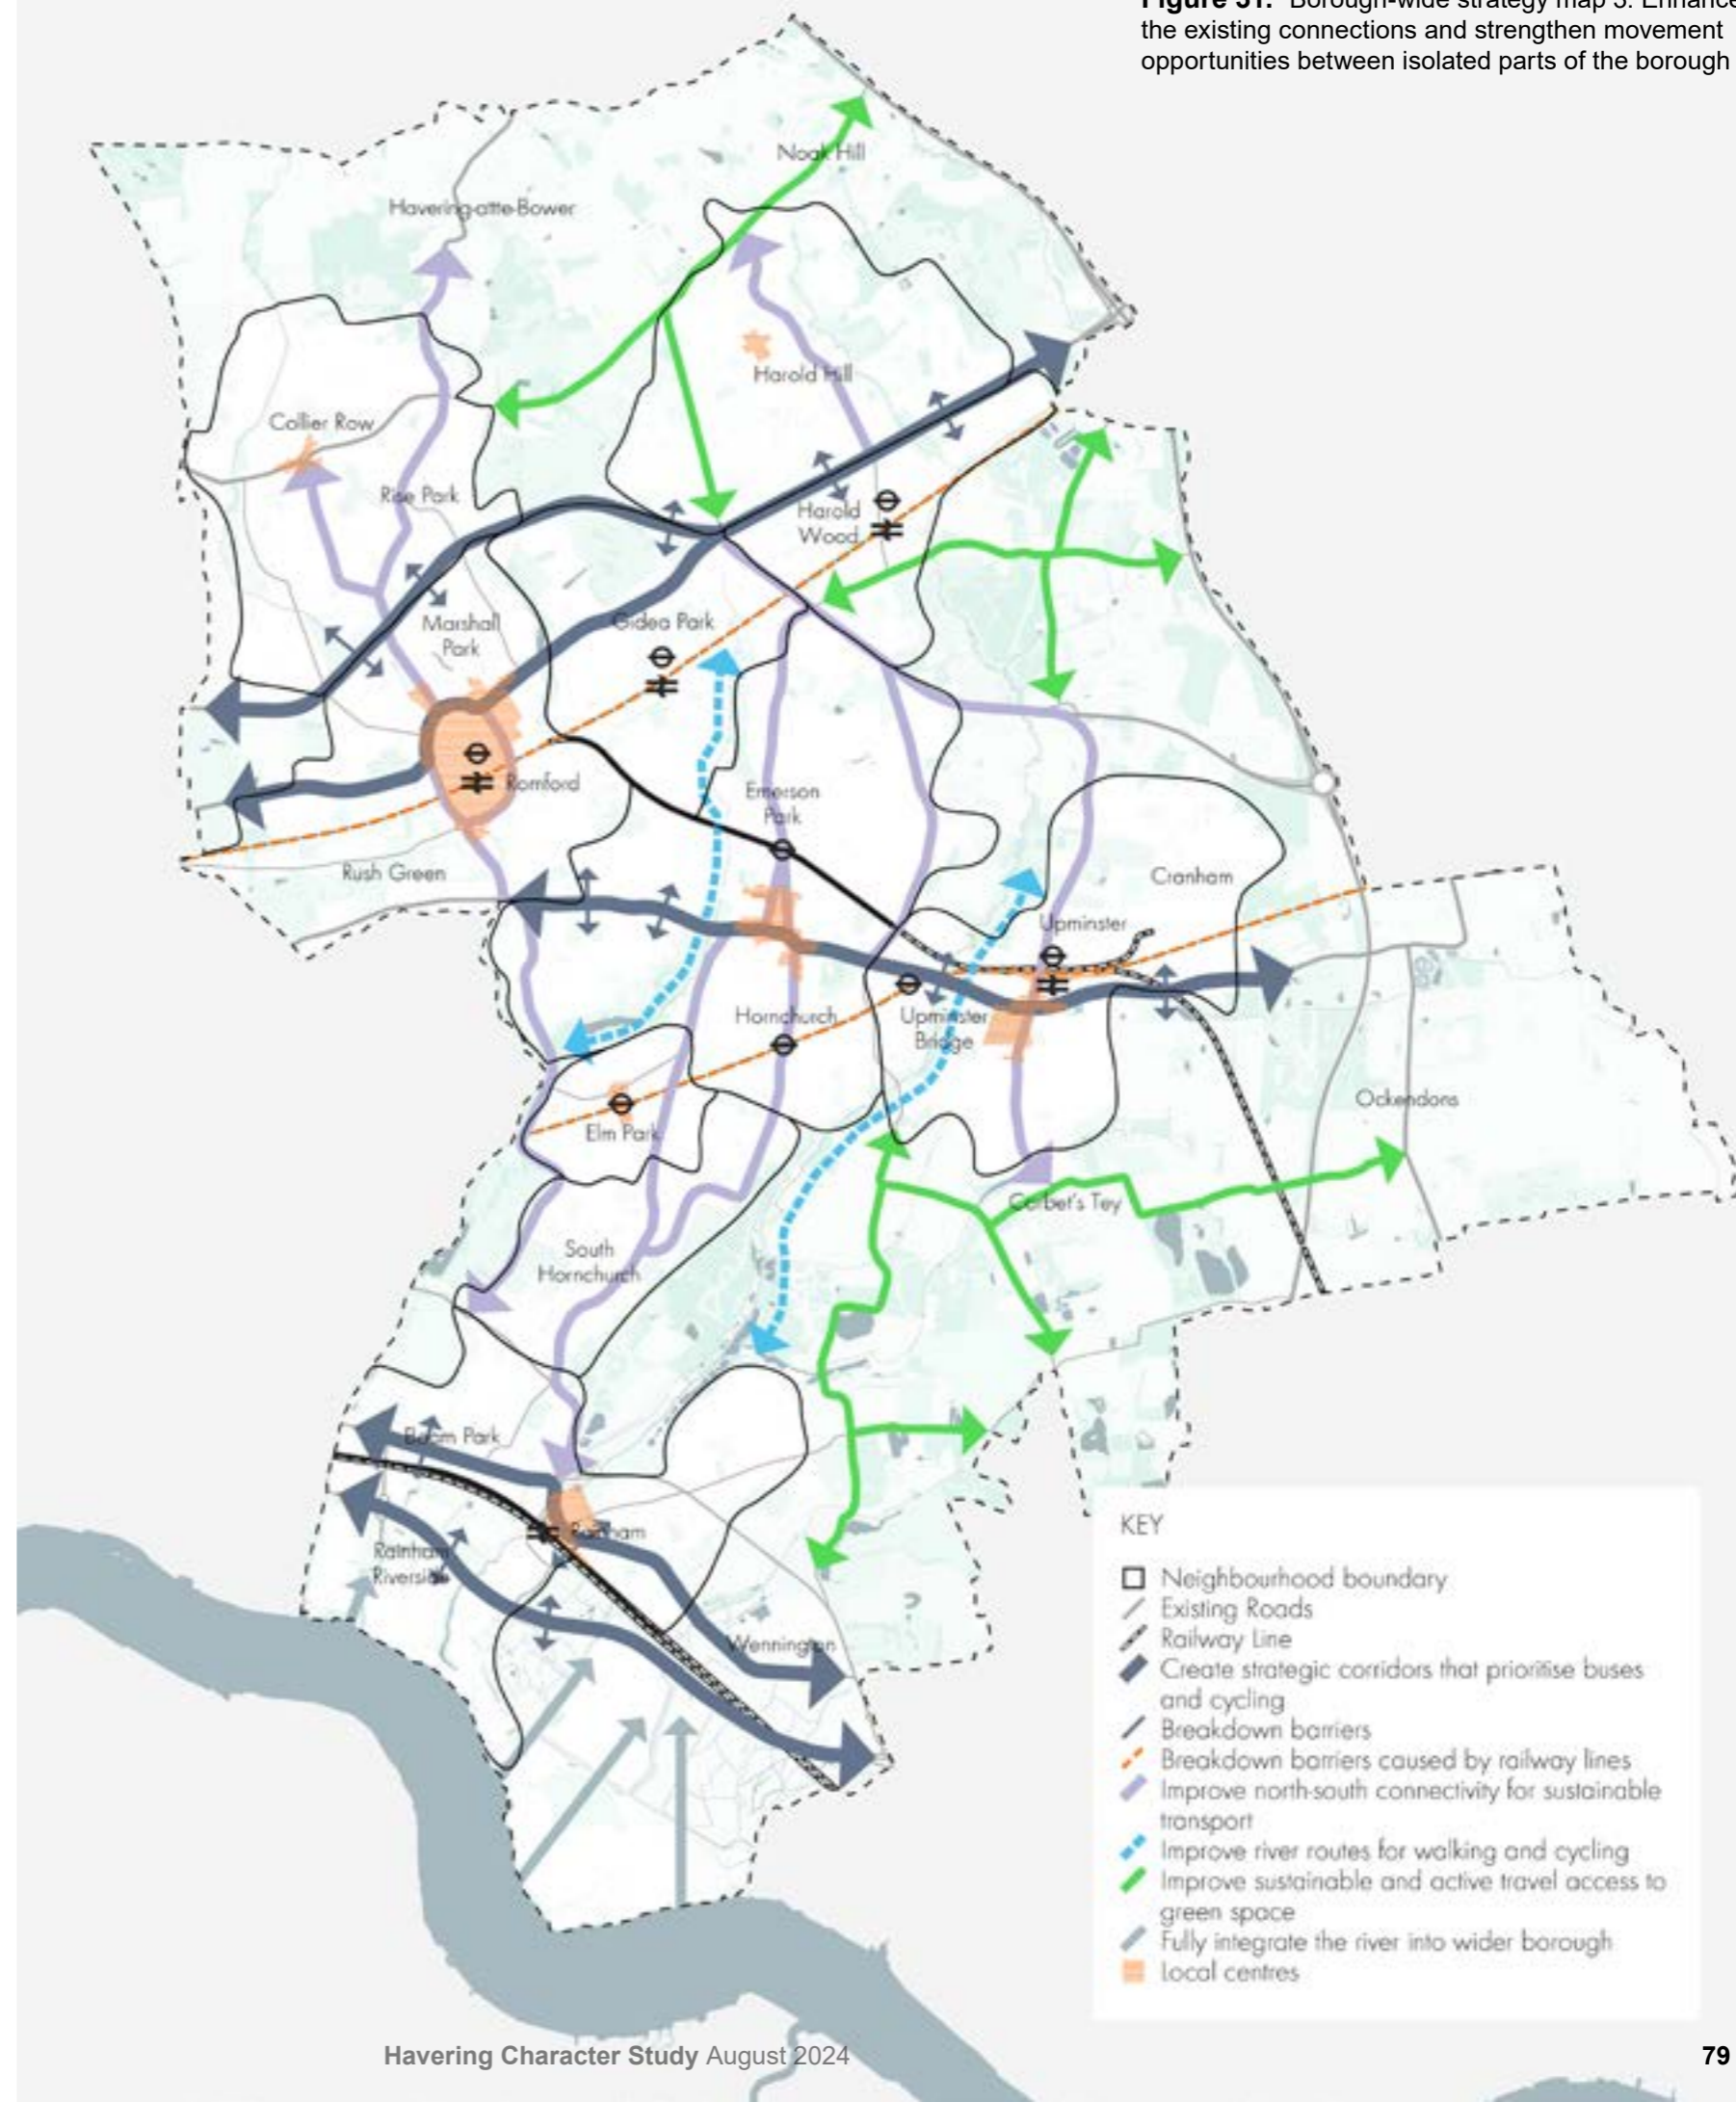 Figure 31: Borough-wide strategy map 3: Enhance
the existing connections and strengthen movement
opportunities between isolated parts of the borough
Noak Hill
Havering-atte-Bower
Harold Hill
Collier Row
Rise Park
Harold
Wood
Marshall
Park
Gidea Park
Romford
Emerson
Park
Rush Green
Cranham
Upminster
Hornchurch
Upminster
Bridge
Ockendons
Elm Park
Corbet's Tey
South
Hornchurch
Beam Park
Rainham
Rainham
Riverside
Wennington
KEY
Neighbourhood boundary
Existing Roads
Railway Line
Create strategic corridors that prioritise buses
and cycling
Breakdown barriers
Breakdown barriers caused by railway lines
Improve north-south connectivity for sustainable
transport
Improve river routes for walking and cycling
Improve sustainable and active travel access to
green space
Fully integrate the river into wider borough
Local centres
Havering Character Study August 2024
79